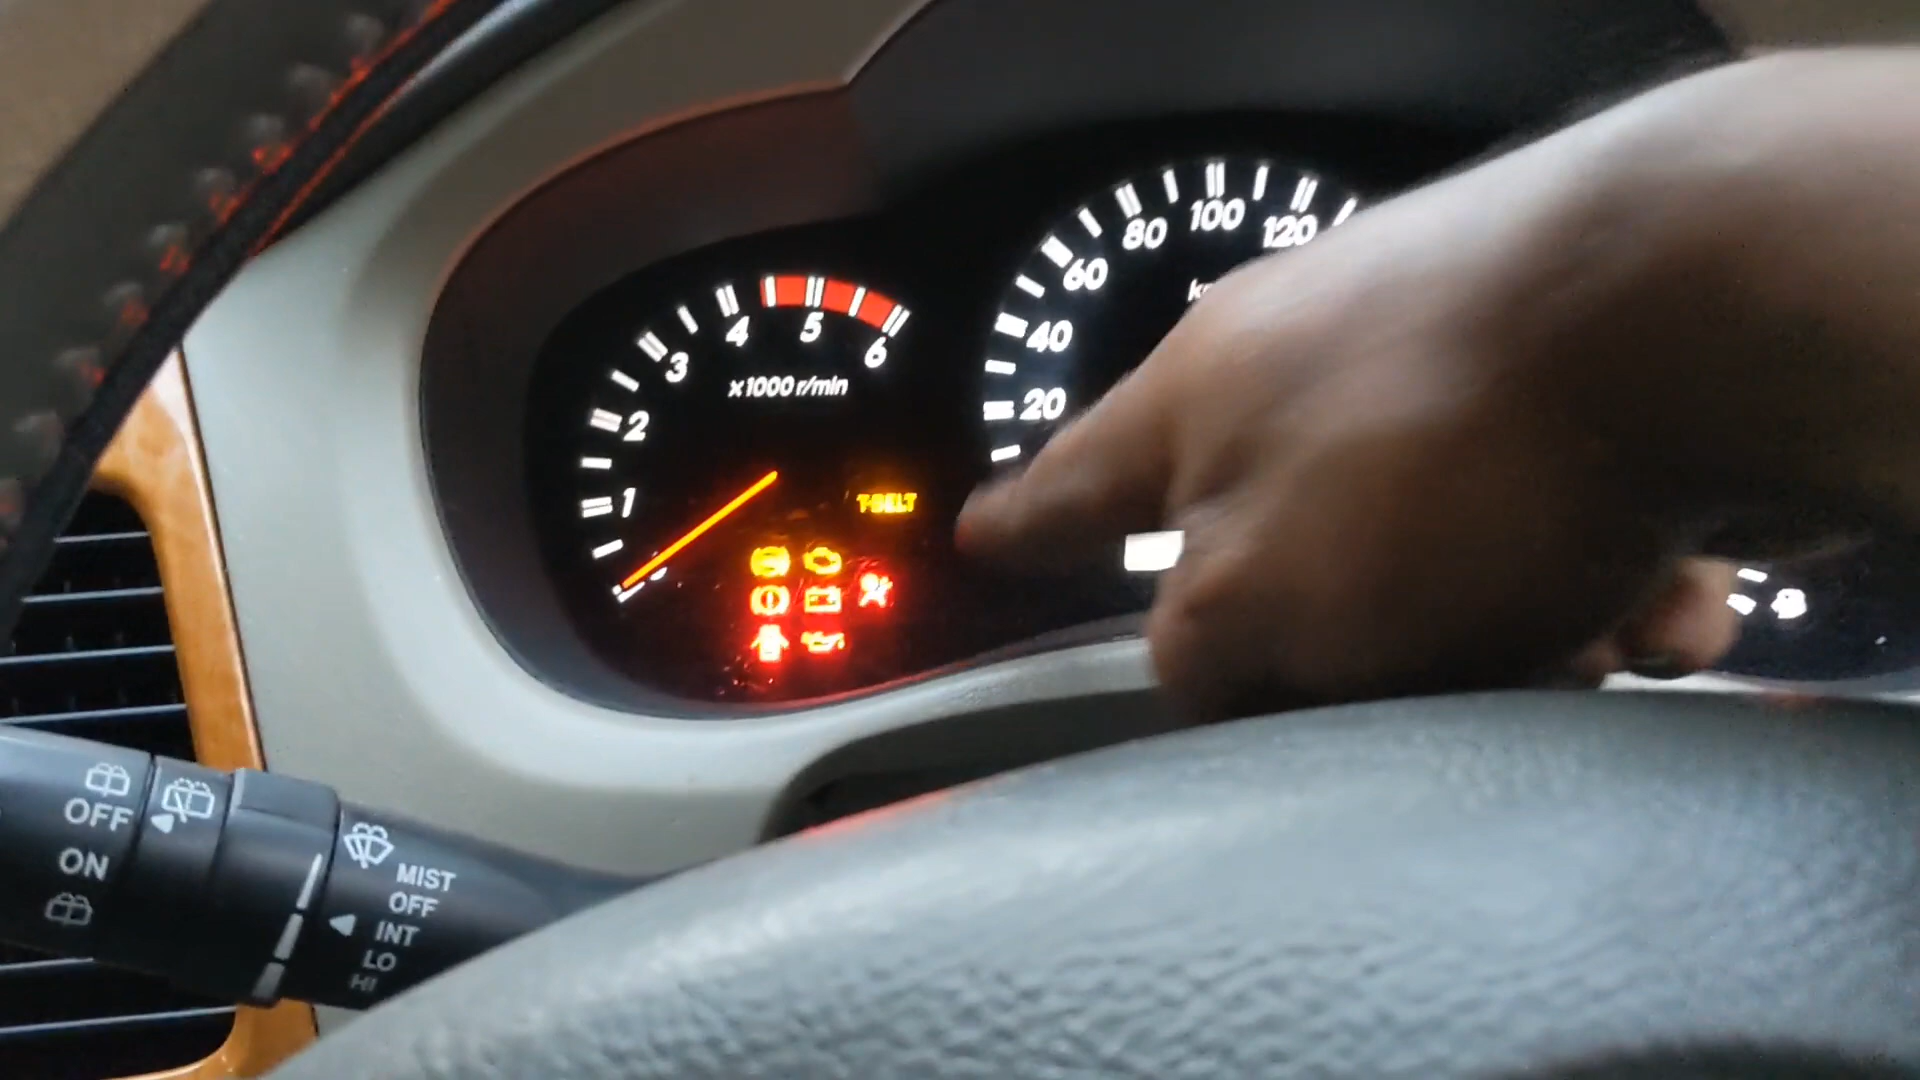 1
2
3
4
5
6
x1000 r/min
T-BELT
20
40
60
80
100
120
OFF
ON
MIST
OFF
INT
LO
HI